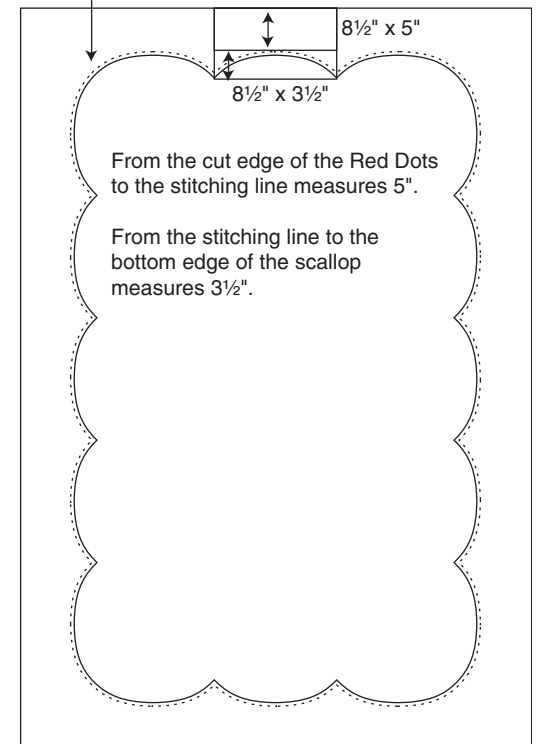 8½" x 5"
8½" x 3½"
From the cut edge of the Red Dots
to the stitching line measures 5".
From the stitching line to the
bottom edge of the scallop
measures 3½".